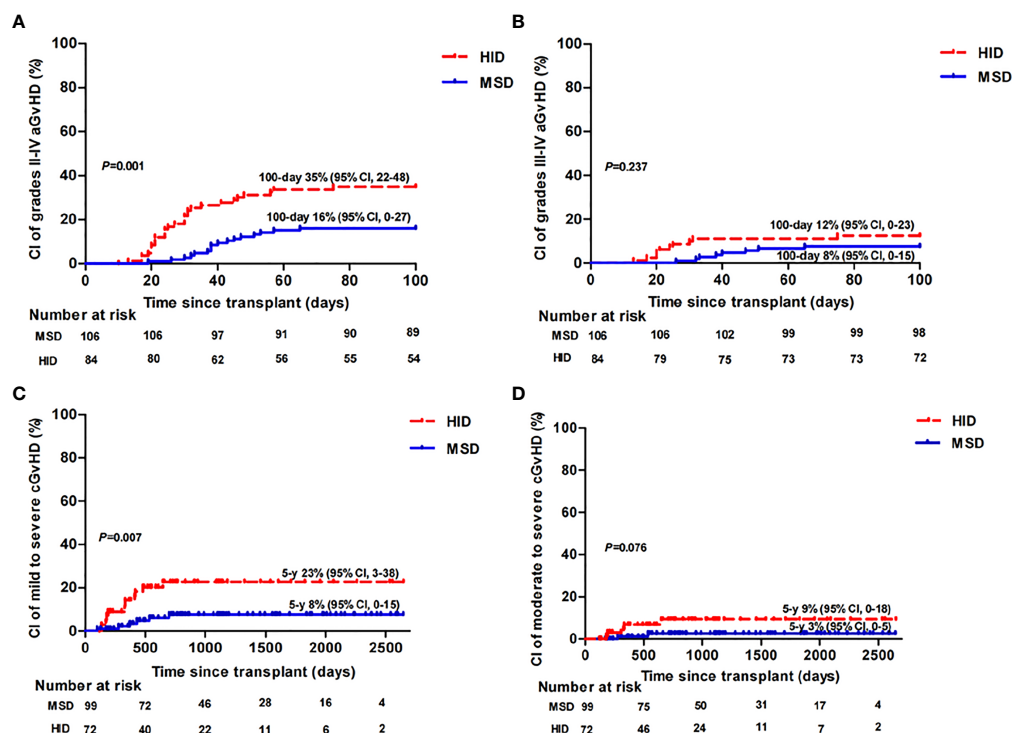 A
CI of grades II-IV aGvHD (%)
100
80
60
40
20
0
HID
MSD
P=0.001
100-day 35% (95% CI, 22-48)
100-day 16% (95% CI, 0-27)
0 20 40 60 80 100
Time since transplant (days)
Number at risk
MSD 106 106 97 91 90 89
HID 84 80 62 56 55 54
B
CI of grades III-IV aGvHD (%)
100
80
60
40
20
0
HID
MSD
P=0.237
100-day 12% (95% CI, 0-23)
100-day 8% (95% CI, 0-15)
0 20 40 60 80 100
Time since transplant (days)
Number at risk
MSD 106 106 102 99 99 98
HID 84 79 75 73 73 72
C
CI of mild to severe cGvHD (%)
100
80
60
40
20
0
HID
MSD
P=0.007
5-y 23% (95% CI, 3-38)
5-y 8% (95% CI, 0-15)
0 500 1000 1500 2000 2500
Time since transplant (days)
Number at risk
MSD 99 72 46 28 16 4
HID 72 40 22 11 6 2
D
CI of moderate to severe cGvHD (%)
100
80
60
40
20
0
HID
MSD
P=0.076
5-y 9% (95% CI, 0-18)
5-y 3% (95% CI, 0-5)
0 500 1000 1500 2000 2500
Time since transplant (days)
Number at risk
MSD 99 75 50 31 17 4
HID 72 46 24 11 7 2